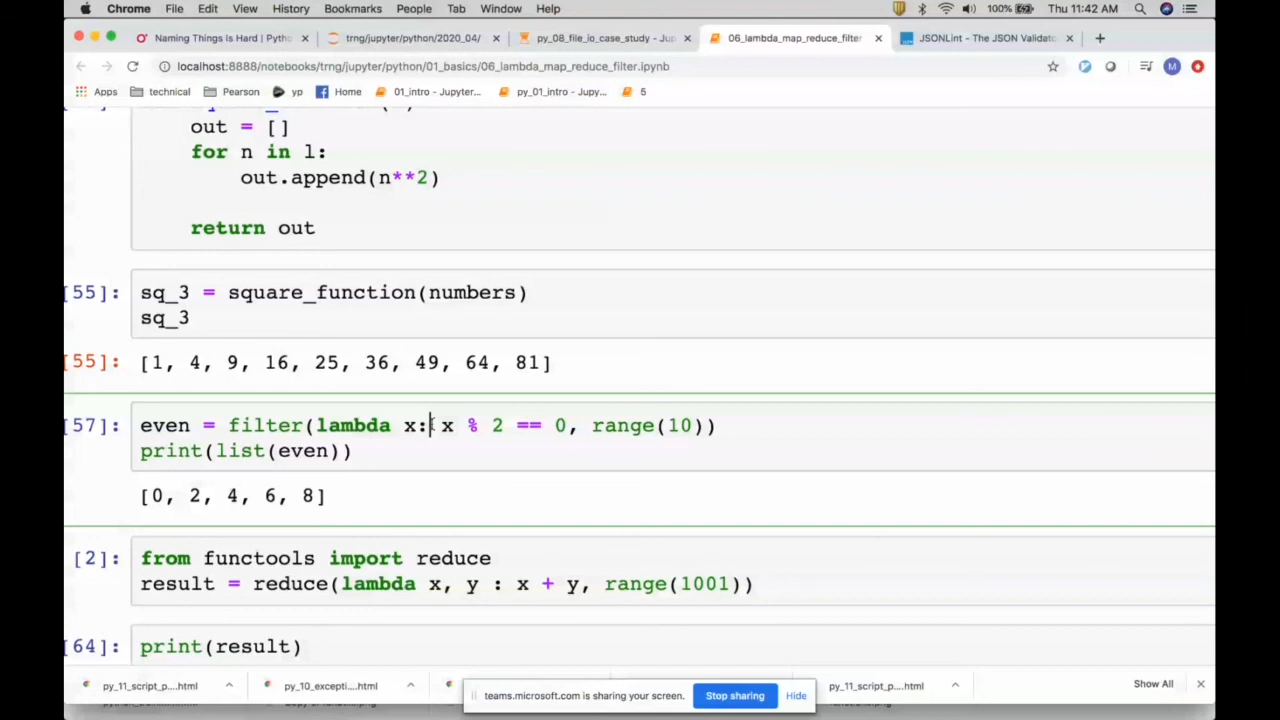 Chrome File Edit View History Bookmarks People Tab Window Help 100% Thu 11:42 AM
Naming Things Is Hard | Pytho × trng/jupyter/python/2020_04/ × py_08_file_io_case_study - Jup × 06_lambda_map_reduce_filter × JSONLint - The JSON Validato × +
localhost:8888/notebooks/trng/jupyter/python/01_basics/06_lambda_map_reduce_filter.ipynb M
Apps technical Pearson yp Home 01_intro - Jupyter... py_01_intro - Jupy... 5
out = []
for n in l:
out.append(n**2)
return out
[55]: sq_3 = square_function(numbers)
sq_3
[55]: [1, 4, 9, 16, 25, 36, 49, 64, 81]
[57]: even = filter(lambda x: x % 2 == 0, range(10))
print(list(even))
[0, 2, 4, 6, 8]
[2]: from functools import reduce
result = reduce(lambda x, y : x + y, range(1001))
[64]: print(result)
py_11_script_p....html py_10_excepti....html py_11_script_p....html Show All
teams.microsoft.com is sharing your screen. Stop sharing Hide